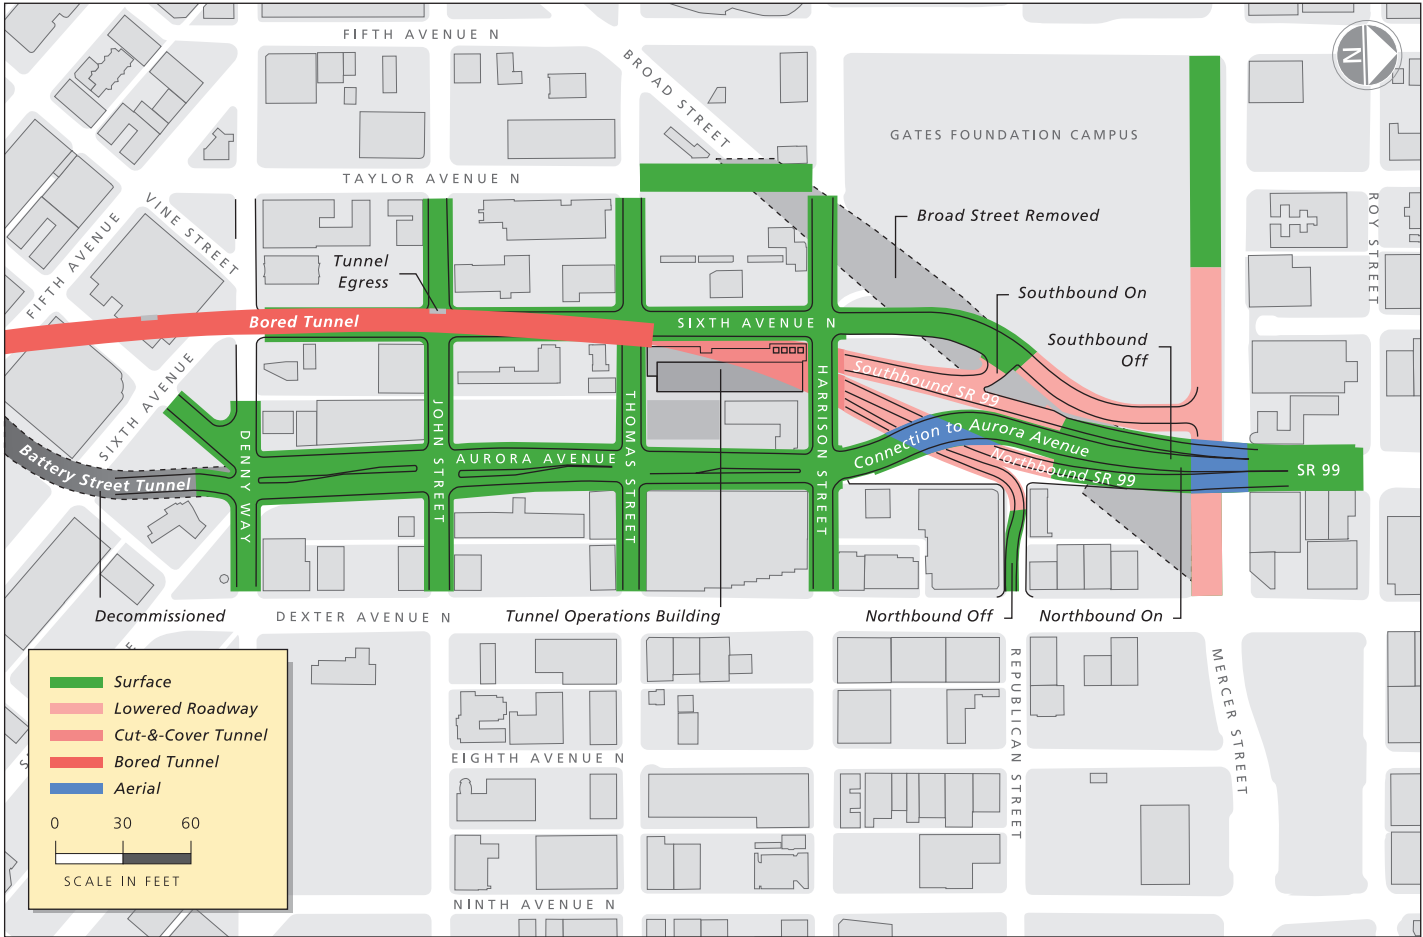 FIFTH AVENUE N
BROAD STREET
N
GATES FOUNDATION CAMPUS
TAYLOR AVENUE N
VINE STREET
FIFTH AVENUE
ROY STREET
Broad Street Removed
Tunnel
Egress
Southbound On
Bored Tunnel
SIXTH AVENUE N
Southbound
Off
SIXTH AVENUE
Southbound SR 99
HARRISON STREET
THOMAS STREET
JOHN STREET
DENNY WAY
Connection to Aurora Avenue
AURORA AVENUE
Battery Street Tunnel
Northbound SR 99
SR 99
Decommissioned
DEXTER AVENUE N
Tunnel Operations Building
Northbound Off
Northbound On
REPUBLICAN STREET
MERCER STREET
Surface
Lowered Roadway
Cut-&-Cover Tunnel
Bored Tunnel
Aerial
0 30 60
SCALE IN FEET
EIGHTH AVENUE N
NINTH AVENUE N